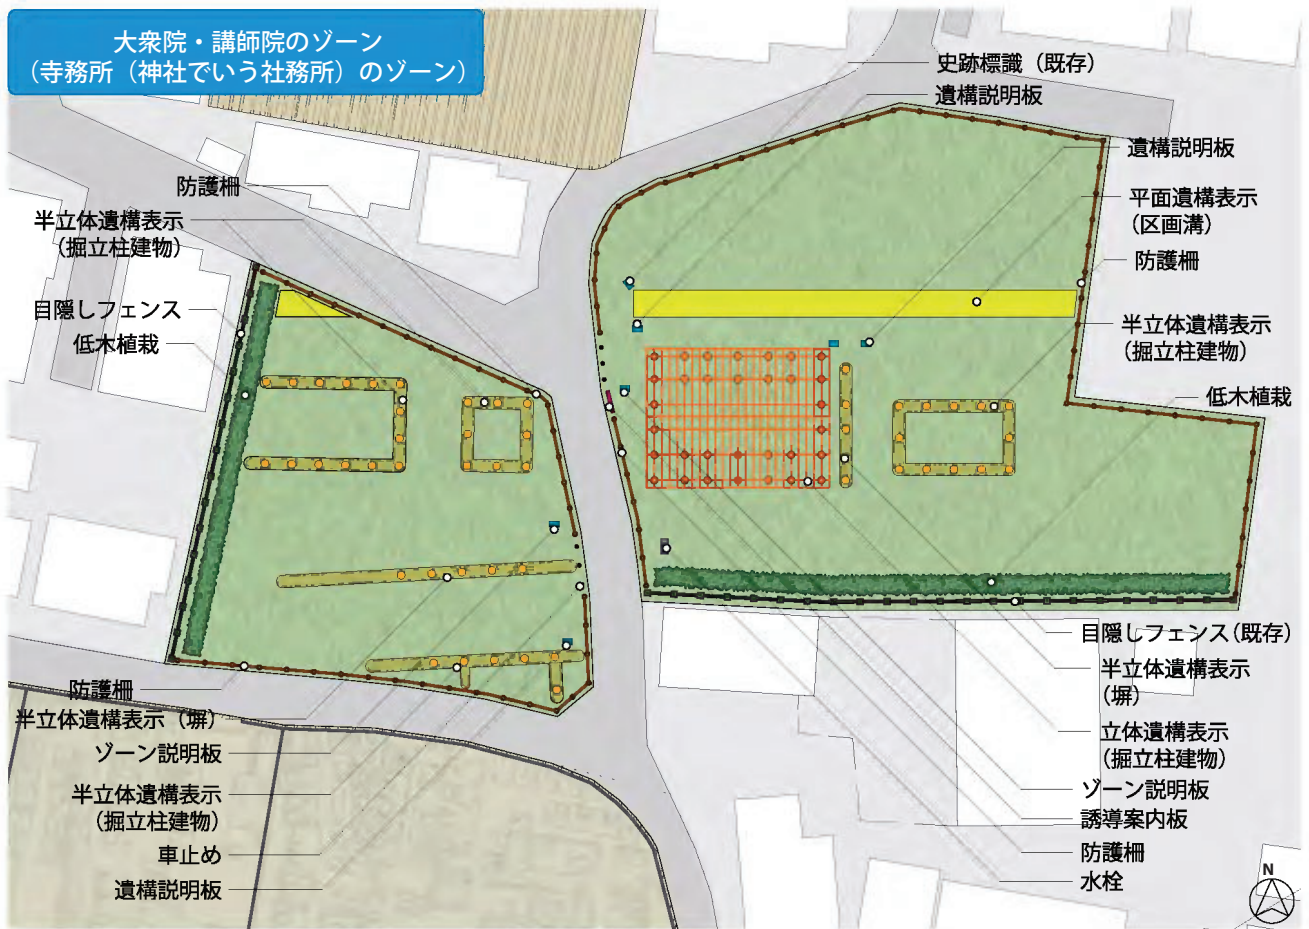 大衆院・講師院のゾーン
（寺務所（神社でいう社務所）のゾーン）
防護柵
半立体遺構表示
（掘立柱建物）
目隠しフェンス
低木植栽
史跡標識（既存）
遺構説明板
遺構説明板
平面遺構表示
（区画溝）
防護柵
半立体遺構表示
（掘立柱建物）
低木植栽
防護柵
半立体遺構表示（塀）
ゾーン説明板
半立体遺構表示
（掘立柱建物）
車止め
遺構説明板
目隠しフェンス（既存）
半立体遺構表示
（塀）
立体遺構表示
（掘立柱建物）
ゾーン説明板
誘導案内板
防護柵
水栓
N